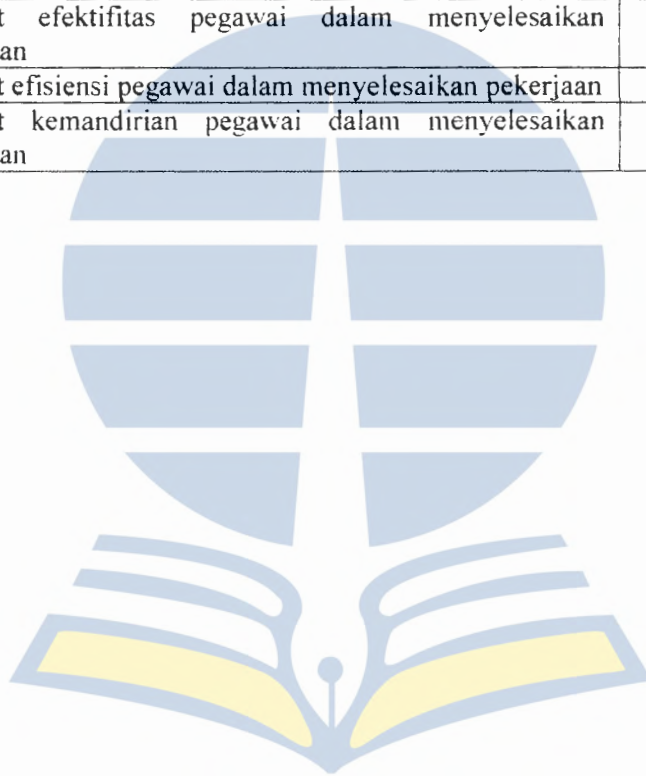 t efektifitas pegawai dalam menyelesaikan
an
t efisiensi pegawai dalam menyelesaikan pekerjaan
t kemandirian pegawai dalam menyelesaikan
an